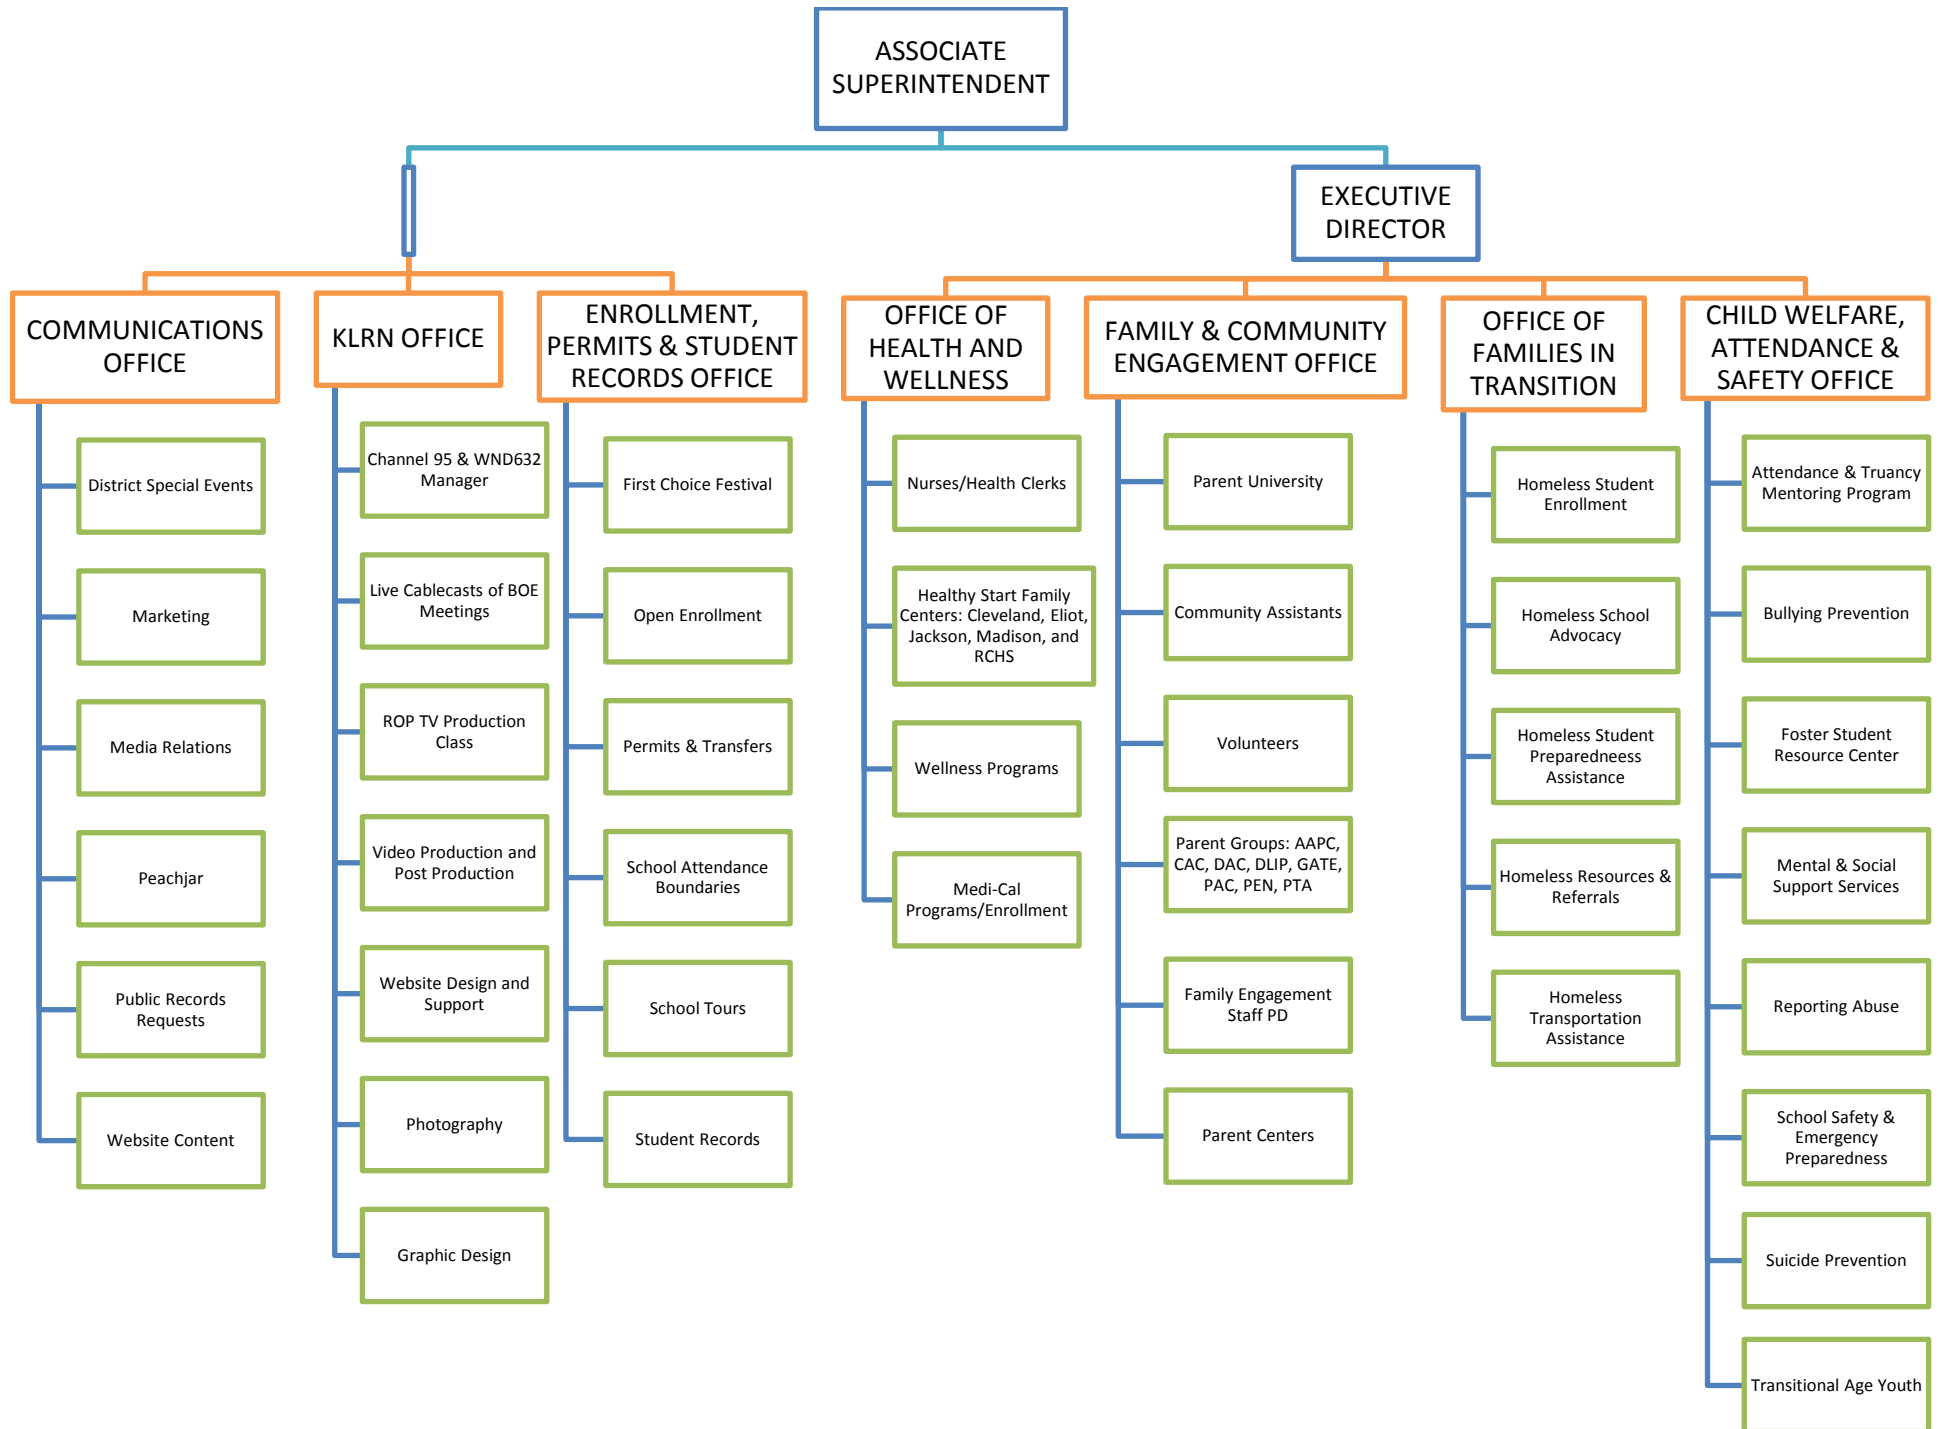 ASSOCIATE
SUPERINTENDENT
EXECUTIVE
DIRECTOR
COMMUNICATIONS
OFFICE
District Special Events
Marketing
Media Relations
Peachjar
Public Records
Requests
Website Content
KLRN OFFICE
Channel 95 & WND632
Manager
Live Cablecasts of BOE
Meetings
ROP TV Production
Class
Video Production and
Post Production
Website Design and
Support
Photography
Graphic Design
ENROLLMENT,
PERMITS & STUDENT
RECORDS OFFICE
First Choice Festival
Open Enrollment
Permits & Transfers
School Attendance
Boundaries
School Tours
Student Records
OFFICE OF
HEALTH AND
WELLNESS
Nurses/Health Clerks
Healthy Start Family
Centers: Cleveland, Eliot,
Jackson, Madison, and
RCHS
Wellness Programs
Medi-Cal
Programs/Enrollment
FAMILY & COMMUNITY
ENGAGEMENT OFFICE
Parent University
Community Assistants
Volunteers
Parent Groups: AAPC,
CAC, DAC, DLIP, GATE,
PAC, PEN, PTA
Family Engagement
Staff PD
Parent Centers
OFFICE OF
FAMILIES IN
TRANSITION
Homeless Student
Enrollment
Homeless School
Advocacy
Homeless Student
Preparedneess
Assistance
Homeless Resources &
Referrals
Homeless
Transportation
Assistance
CHILD WELFARE,
ATTENDANCE &
SAFETY OFFICE
Attendance & Truancy
Mentoring Program
Bullying Prevention
Foster Student
Resource Center
Mental & Social
Support Services
Reporting Abuse
School Safety &
Emergency
Preparedness
Suicide Prevention
Transitional Age Youth